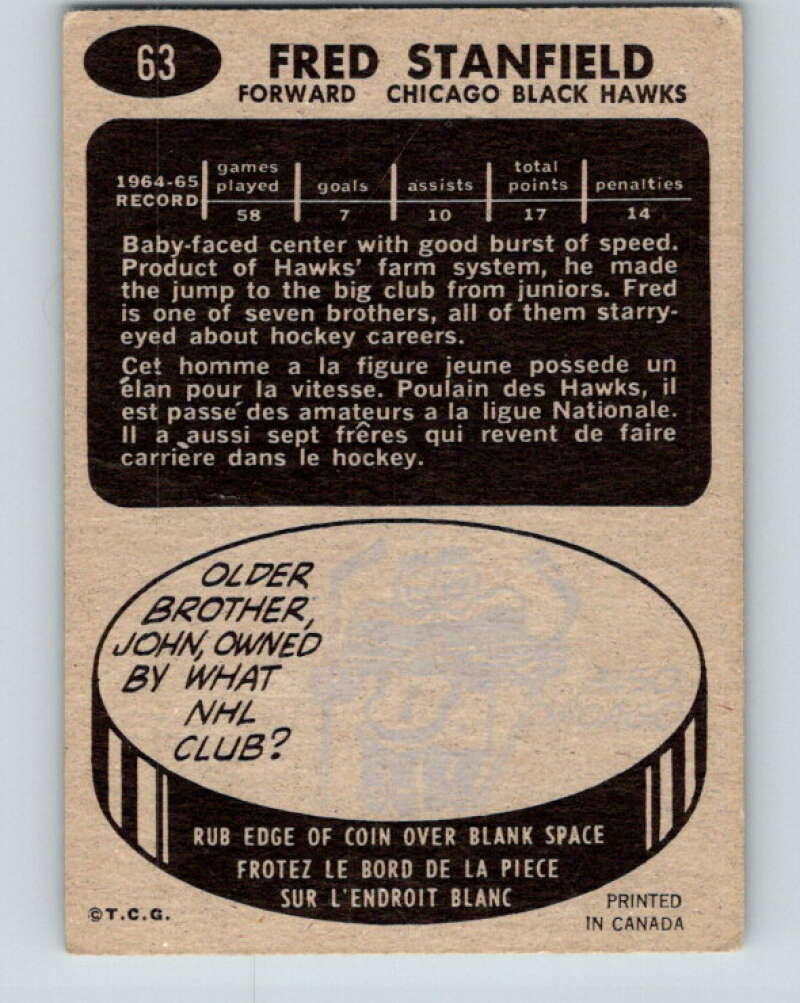 63
FRED STANFIELD
FORWARD CHICAGO BLACK HAWKS
1964-65 RECORD games played goals assists total points penalties
58 7 10 17 14
Baby-faced center with good burst of speed.
Product of Hawks' farm system, he made
the jump to the big club from juniors. Fred
is one of seven brothers, all of them starry-
eyed about hockey careers.
Cet homme a la figure jeune possede un
élan pour la vitesse. Poulain des Hawks, il
est passé des amateurs a la ligue Nationale.
Il a aussi sept frêres qui revent de faire
carrière dans le hockey.
OLDER
BROTHER,
JOHN, OWNED
BY WHAT
NHL
CLUB?
RUB EDGE OF COIN OVER BLANK SPACE
FROTEZ LE BORD DE LA PIECE
SUR L'ENDROIT BLANC
©T.C.G.
PRINTED
IN CANADA